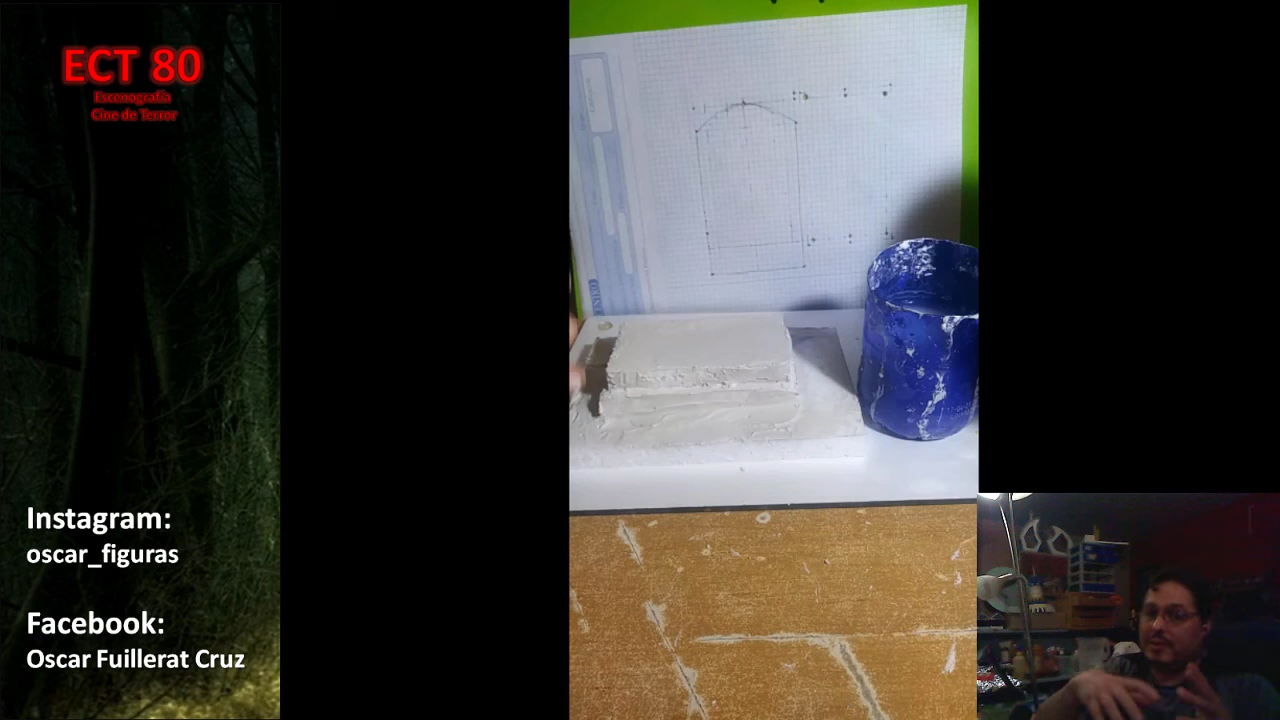 ECT 80
Escenografía
Cine de Terror
Instagram:
oscar_figuras
Facebook:
Oscar Fuillerat Cruz